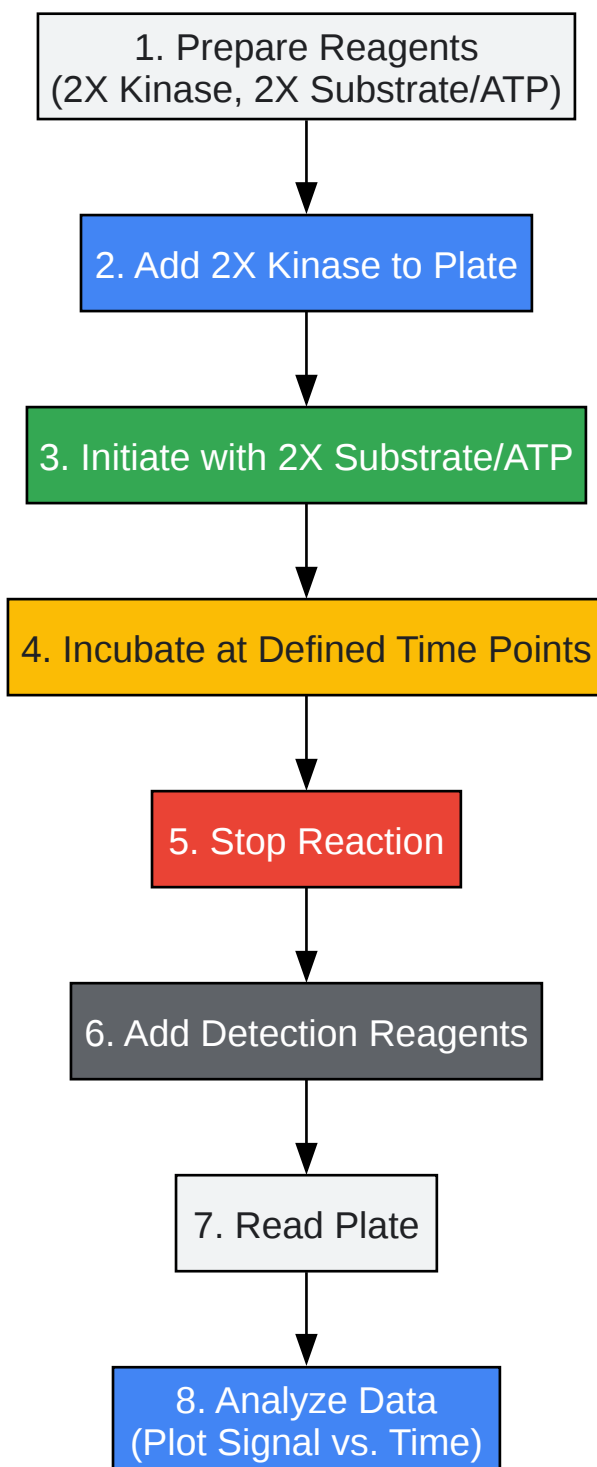 1. Prepare Reagents
(2X Kinase, 2X Substrate/ATP)
2. Add 2X Kinase to Plate
3. Initiate with 2X Substrate/ATP
4. Incubate at Defined Time Points
5. Stop Reaction
6. Add Detection Reagents
7. Read Plate
8. Analyze Data
(Plot Signal vs. Time)